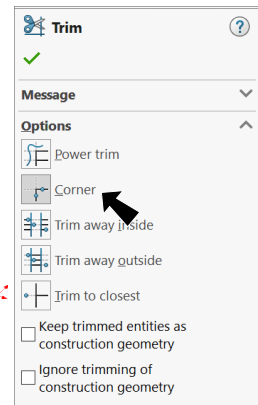 Trim
?
Message
Options
Power trim
Corner
Trim away inside
Trim away outside
Trim to closest
Keep trimmed entities as
construction geometry
Ignore trimming of
construction geometry